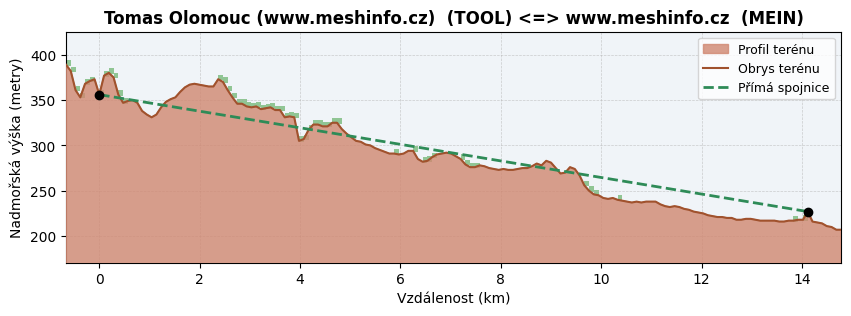 Tomas Olomouc (www.meshinfo.cz)  (TOOL) <=> www.meshinfo.cz  (MEIN)
Nadmořská výška (metry)
400
350
300
250
200
Profil terénu
Obrys terénu
Přímá spojnice
0 2 4 6 8 10 12 14
Vzdálenost (km)